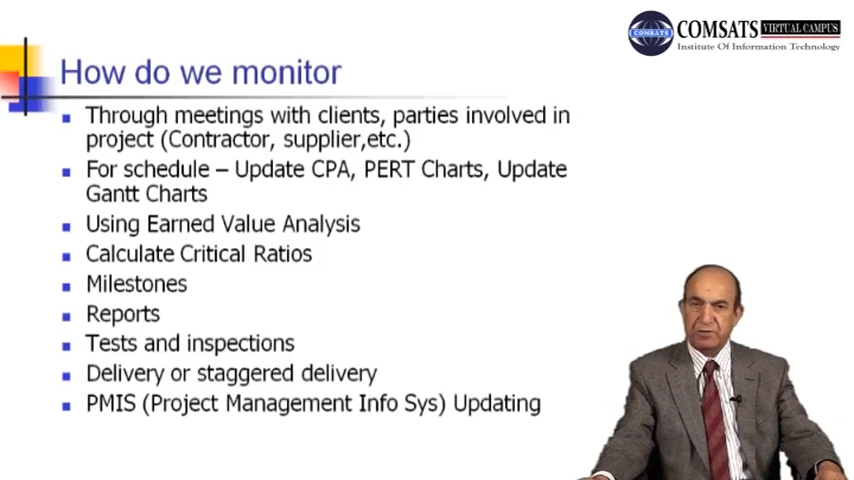 COMSATS VIRTUAL CAMPUS
COMSATS
Institute Of Information Technology
How do we monitor
Through meetings with clients, parties involved in
project (Contractor, supplier,etc.)
For schedule – Update CPA, PERT Charts, Update
Gantt Charts
Using Earned Value Analysis
Calculate Critical Ratios
Milestones
Reports
Tests and inspections
Delivery or staggered delivery
PMIS (Project Management Info Sys) Updating